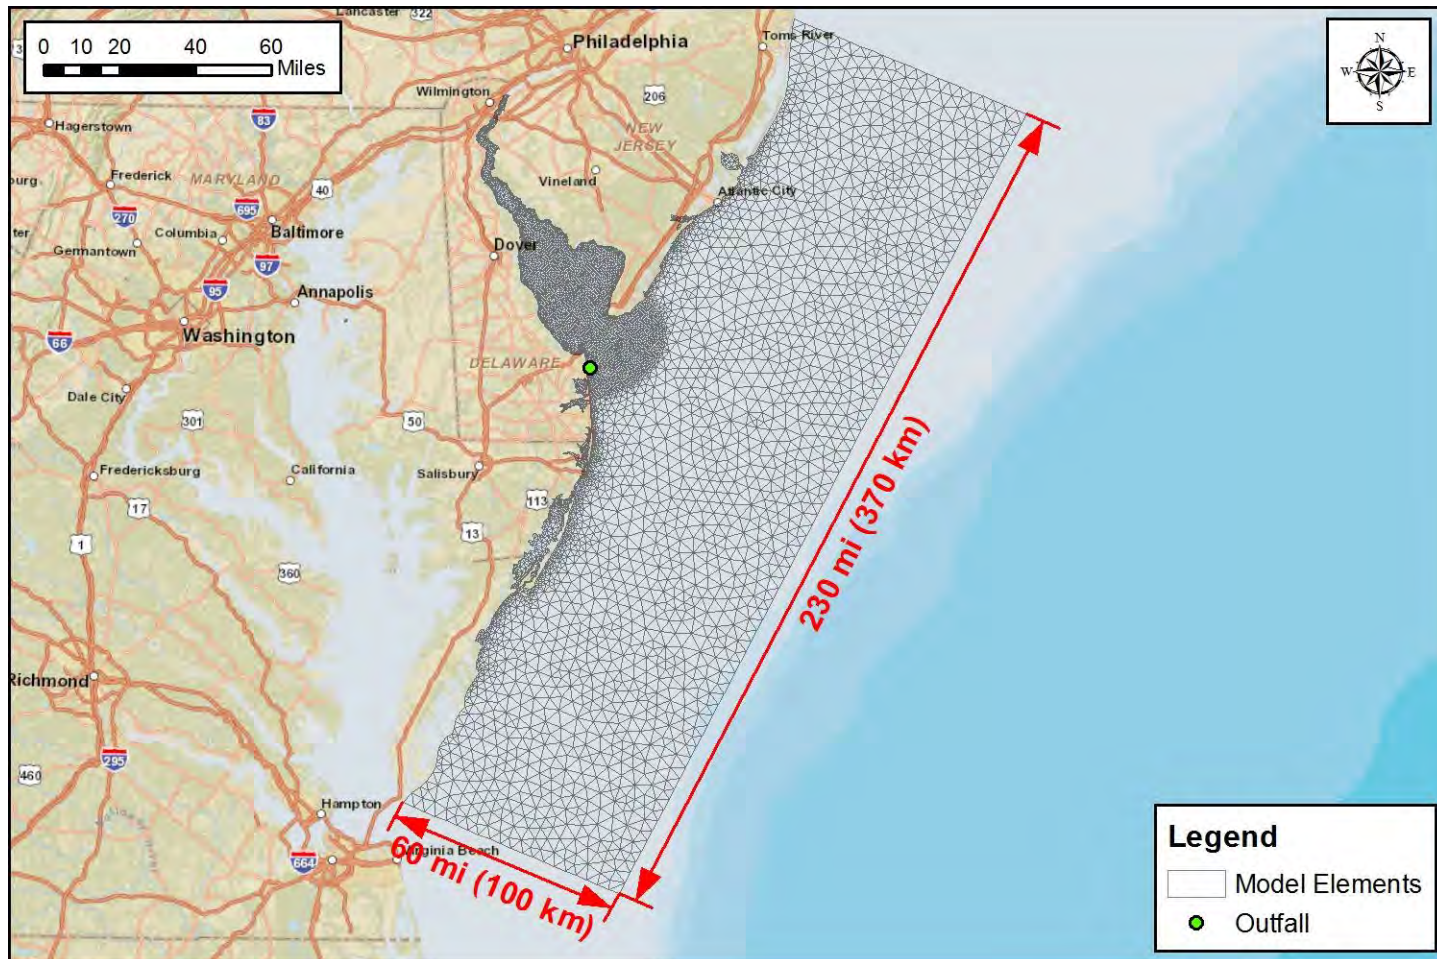 Lancaster
322
0 10 20 40 60
Miles
Philadelphia
Toms River
N
W E
S
Wilmington
206
Hagerstown
83
NEW
JERSEY
Frederick
MARYLAND
40
Vineland
burg
Atlantic City
270
695
Columbia
Baltimore
ter
Germantown
Dover
97
95
Annapolis
66
Washington
DELAWARE
Dale City
301
50
Fredericksburg
California
Salisbury
113
17
13
1
360
230 mi (370 km)
Richmond
295
460
Hampton
664
Virginia Beach
60 mi (100 km)
Legend
Model Elements
Outfall